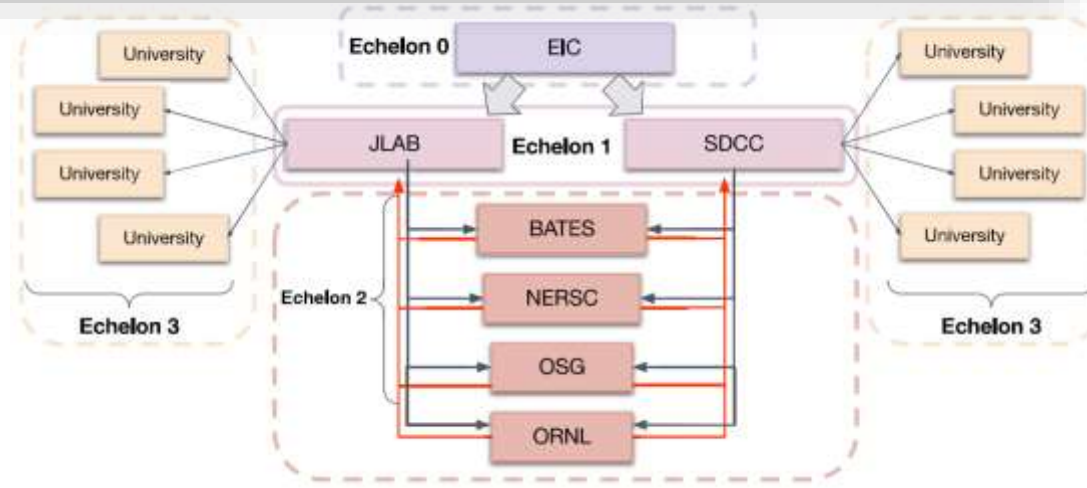 Echelon 0
EIC
University
University
University
University
Echelon 3
JLAB
Echelon 1
SDCC
University
University
University
University
Echelon 3
Echelon 2
BATES
NERSC
OSG
ORNL